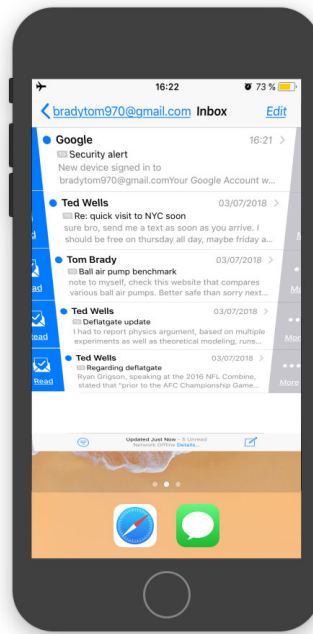 16:22
73 %
bradytom970@gmail.com Inbox Edit
Google 16:21
Security alert
New device signed in to
bradytom970@gmail.comYour Google Account w...
Ted Wells 03/07/2018
Re: quick visit to NYC soon
sure bro, send me a text as soon as you arrive. I
should be free on thursday all day, maybe friday a...
Tom Brady 03/07/2018
Ball air pump benchmark
note to myself, check this website that compares
various ball air pumps. Better safe than sorry next...
Ted Wells 03/07/2018
Deflatgate update
I had to report physics argument, based on multiple
experiments as well as theoretical modeling, runs...
Read
Ted Wells 03/07/2018
Regarding deflatgate
Ryan Grigson, speaking at the 2016 NFL Combine,
stated that "prior to the AFC Championship Game...
More
Updated Just Now - 5 Unread
Network Offline Details...